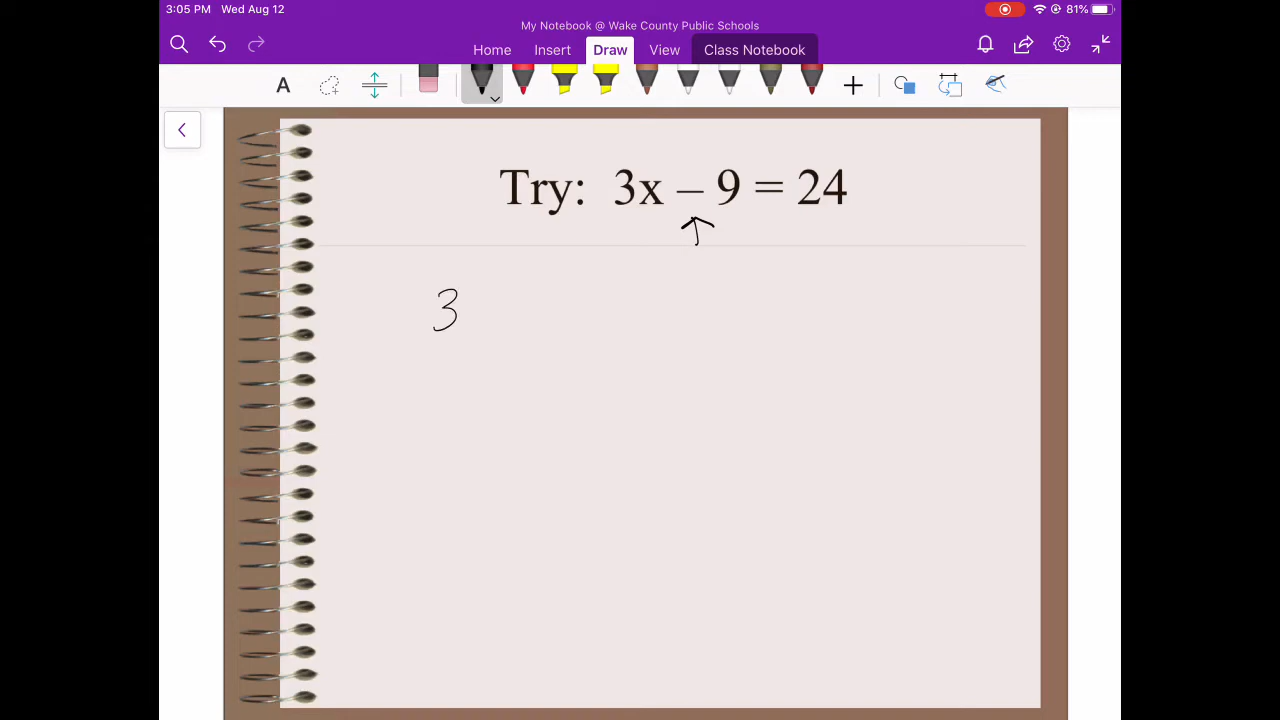 3:05 PM Wed Aug 12
81%
My Notebook @ Wake County Public Schools
Home Insert Draw View Class Notebook
A
Try: 3x – 9 = 24
3